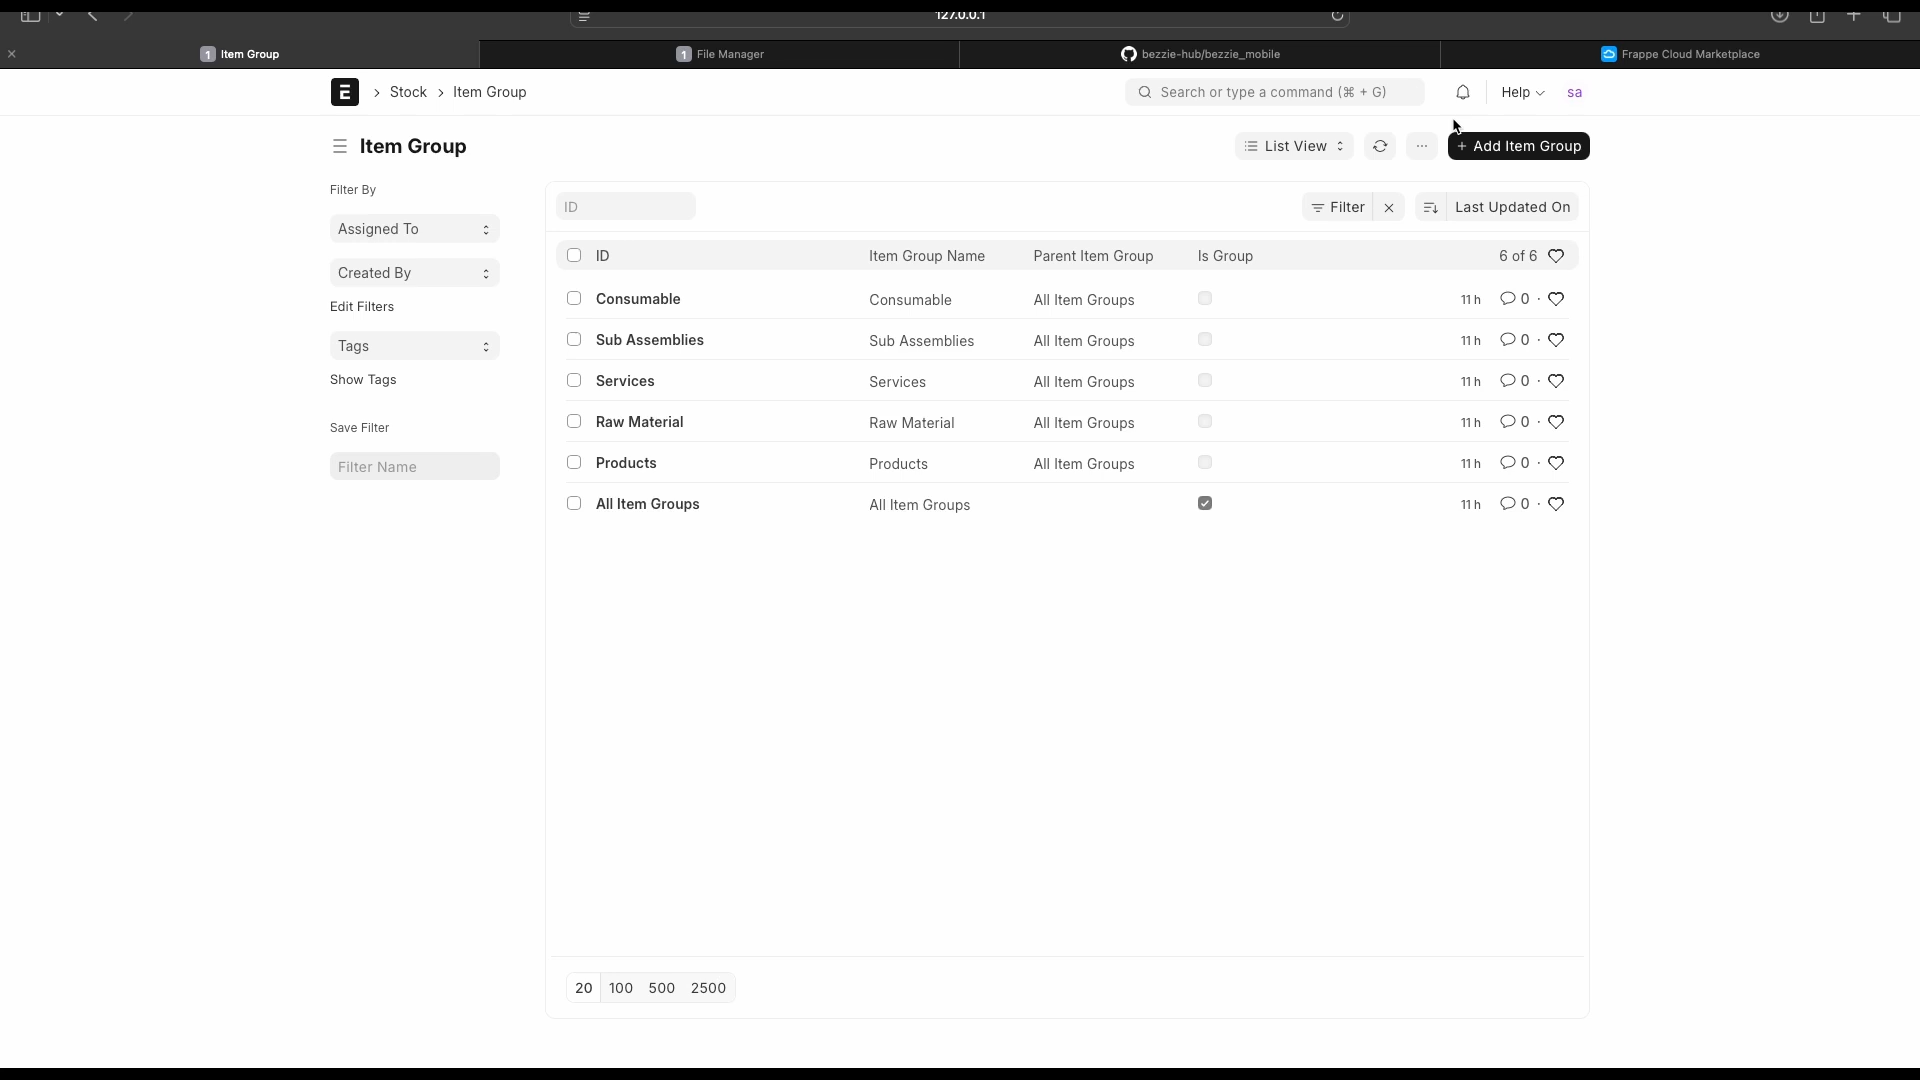 127.0.0.1
1 Item Group
1 File Manager
bezzie-hub/bezzie_mobile
Frappe Cloud Marketplace
E > Stock > Item Group
Search or type a command (⌘ + G)
Help
sa
Item Group
List View
+ Add Item Group
Filter By
Assigned To
Created By
Edit Filters
Tags
Show Tags
Save Filter
Filter Name
ID
Filter
Last Updated On
ID Item Group Name Parent Item Group Is Group 6 of 6
Consumable Consumable All Item Groups 11 h 0 ·
Sub Assemblies Sub Assemblies All Item Groups 11 h 0 ·
Services Services All Item Groups 11 h 0 ·
Raw Material Raw Material All Item Groups 11 h 0 ·
Products Products All Item Groups 11 h 0 ·
All Item Groups All Item Groups 11 h 0 ·
20 100 500 2500